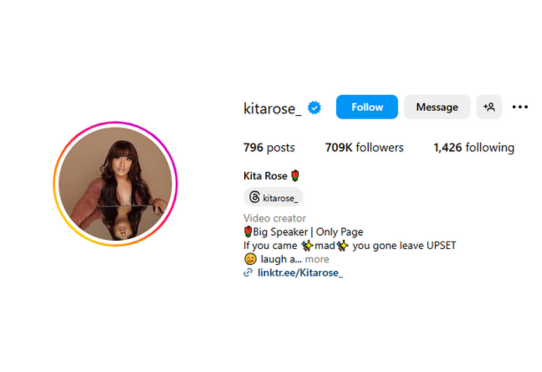 kitarose_ Follow Message
796 posts 709K followers 1,426 following
Kita Rose🌹
kitarose_
Video creator
🌹Big Speaker | Only Page
If you came ✨mad✨ you gone leave UPSET
😄 laugh a... more
linktr.ee/Kitarose_